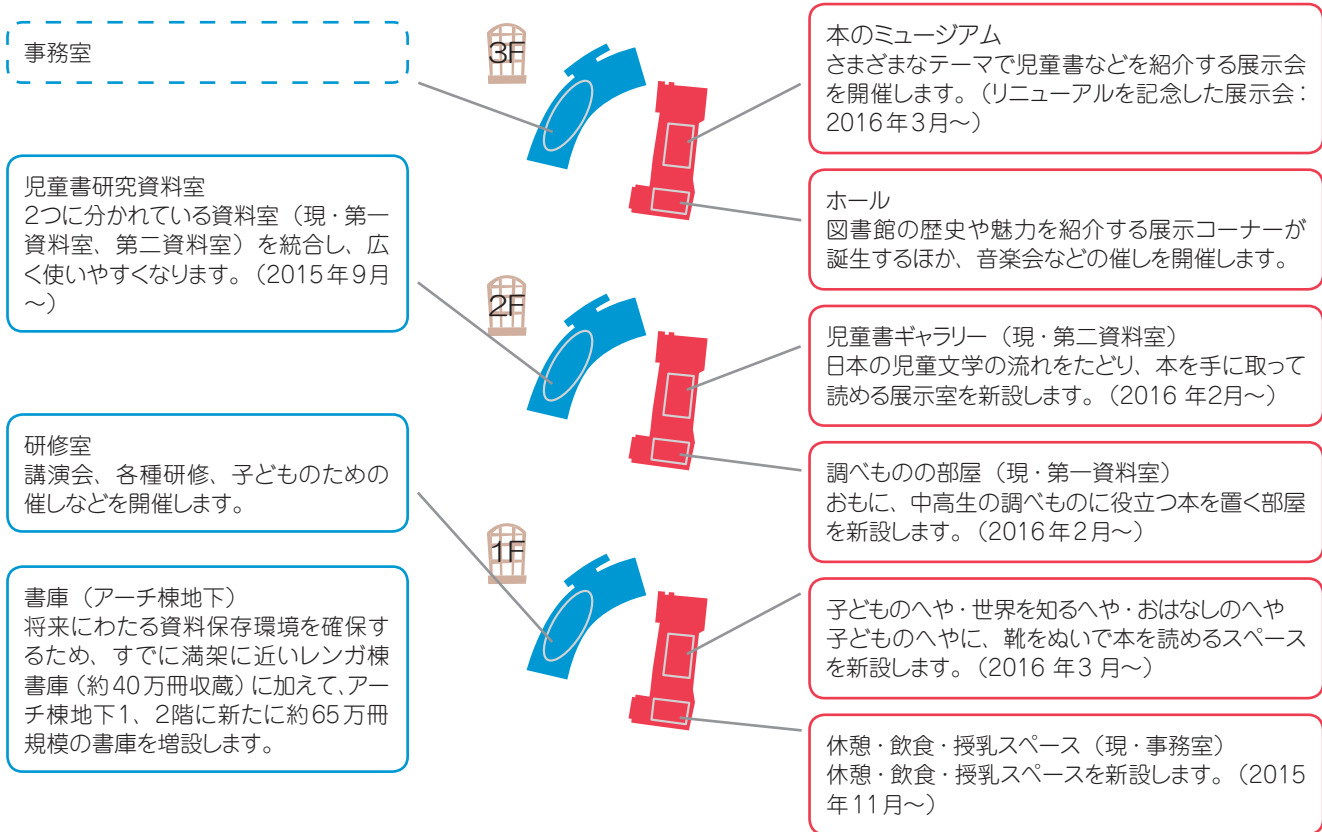 事務室
児童書研究資料室
2つに分かれている資料室（現・第一
資料室、第二資料室）を統合し、広
く使いやすくなります。（2015年9月
～）
研修室
講演会、各種研修、子どものための
催しなどを開催します。
書庫（アーチ棟地下）
将来にわたる資料保存環境を確保す
るため、すでに満架に近いレンガ棟
書庫（約40万冊収蔵）に加えて、アー
チ棟地下1、2階に新たに約65万冊
規模の書庫を増設します。
3F
2F
1F
本のミュージアム
さまざまなテーマで児童書などを紹介する展示会
を開催します。（リニューアルを記念した展示会：
2016年3月～）
ホール
図書館の歴史や魅力を紹介する展示コーナーが
誕生するほか、音楽会などの催しを開催します。
児童書ギャラリー（現・第二資料室）
日本の児童文学の流れをたどり、本を手に取って
読める展示室を新設します。（2016 年2月～）
調べものの部屋（現・第一資料室）
おもに、中高生の調べものに役立つ本を置く部屋
を新設します。（2016年2月～）
子どものへや・世界を知るへや・おはなしのへや
子どものへやに、靴をぬいで本を読めるスペース
を新設します。（2016 年3 月～）
休憩・飲食・授乳スペース（現・事務室）
休憩・飲食・授乳スペースを新設します。（2015
年11月～）